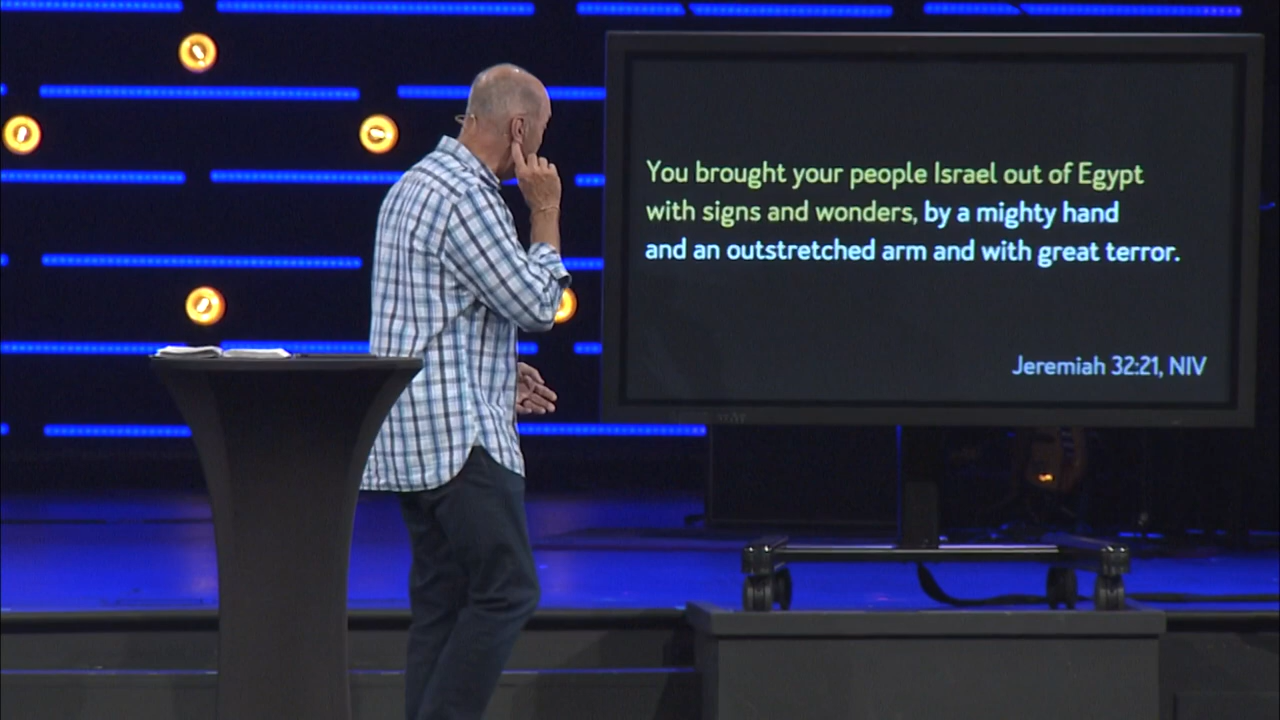 You brought your people Israel out of Egypt
with signs and wonders, by a mighty hand
and an outstretched arm and with great terror.
Jeremiah 32:21, NIV